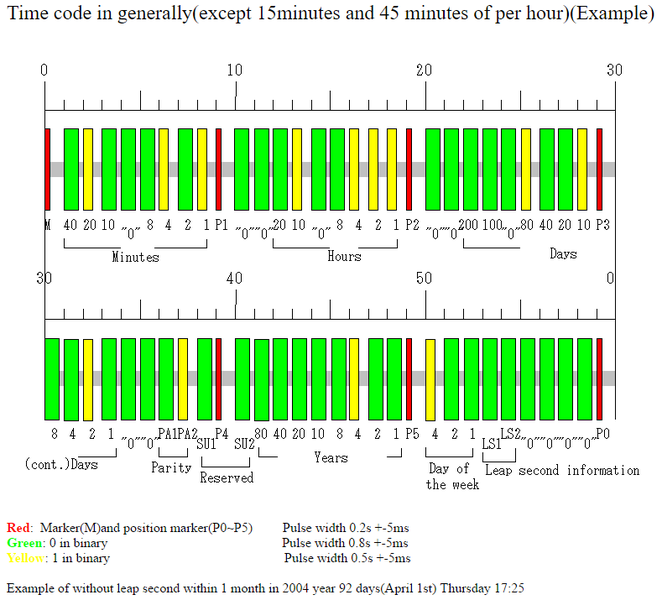 Time code in generally(except 15minutes and 45 minutes of per hour)(Example)
0 10 20 30
M 40 20 10 "0" 8 4 2 1 P1 "0" "0" 20 10 "0" 8 4 2 1 P2 "0" "0" 200 100 "0" 80 40 20 10 P3
Minutes Hours Days
30 40 50 0
8 4 2 1 "0" "0" PA1 PA2 SU1 P4 SU2 80 40 20 10 8 4 2 1 P5 4 2 1 LS1 LS2 "0" "0" "0" "0" P0
(cont.)Days Parity Reserved Years Day of the week Leap second information
Red: Marker(M)and position marker(P0~P5) Pulse width 0.2s +-5ms
Green: 0 in binary Pulse width 0.8s +-5ms
Yellow: 1 in binary Pulse width 0.5s +-5ms
Example of without leap second within 1 month in 2004 year 92 days(April 1st) Thursday 17:25